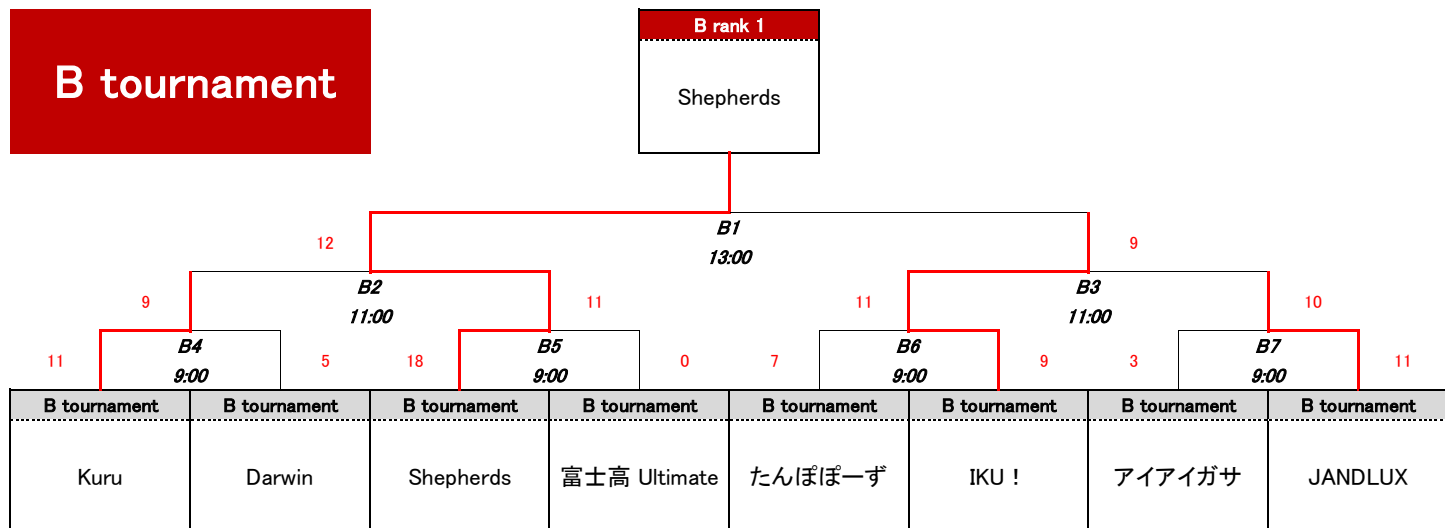 B tournament
B rank 1
Shepherds
B1
12 9
13:00
B2 B3
9 11 11 10
11:00 11:00
B4 B5 B6 B7
11 5 18 0 7 9 3 11
9:00 9:00 9:00 9:00
B tournament B tournament B tournament B tournament B tournament B tournament B tournament B tournament
Kuru Darwin Shepherds 富士高 Ultimate たんぽぽーず IKU！ アイアイガサ JANDLUX